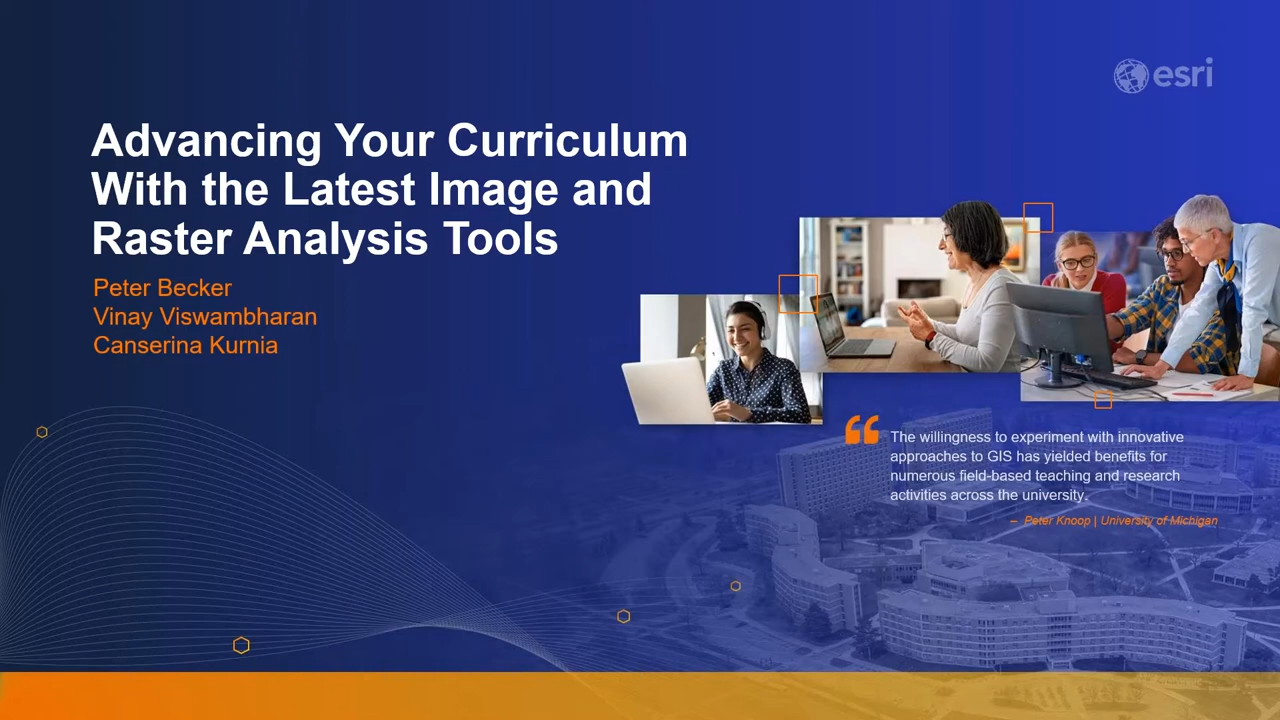 esri
Advancing Your Curriculum
With the Latest Image and
Raster Analysis Tools
Peter Becker
Vinay Viswambharan
Canserina Kurnia
“
The willingness to experiment with innovative
approaches to GIS has yielded benefits for
numerous field-based teaching and research
activities across the university.
– Peter Knoop | University of Michigan